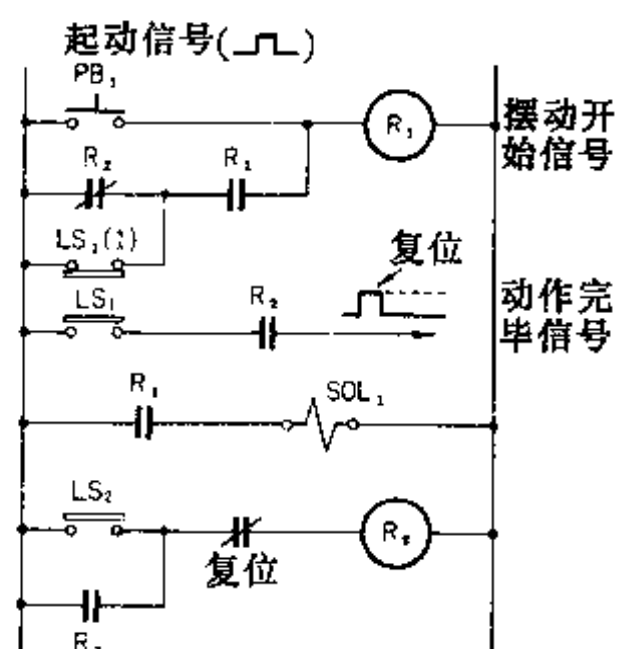 起动信号( )
PB₁
R₁
摆动开
始信号
R₂
R₁
LS₁(1)
复位
LS₁
R₂
动作完
毕信号
R₁
SOL₁
LS₂
R₂
复位